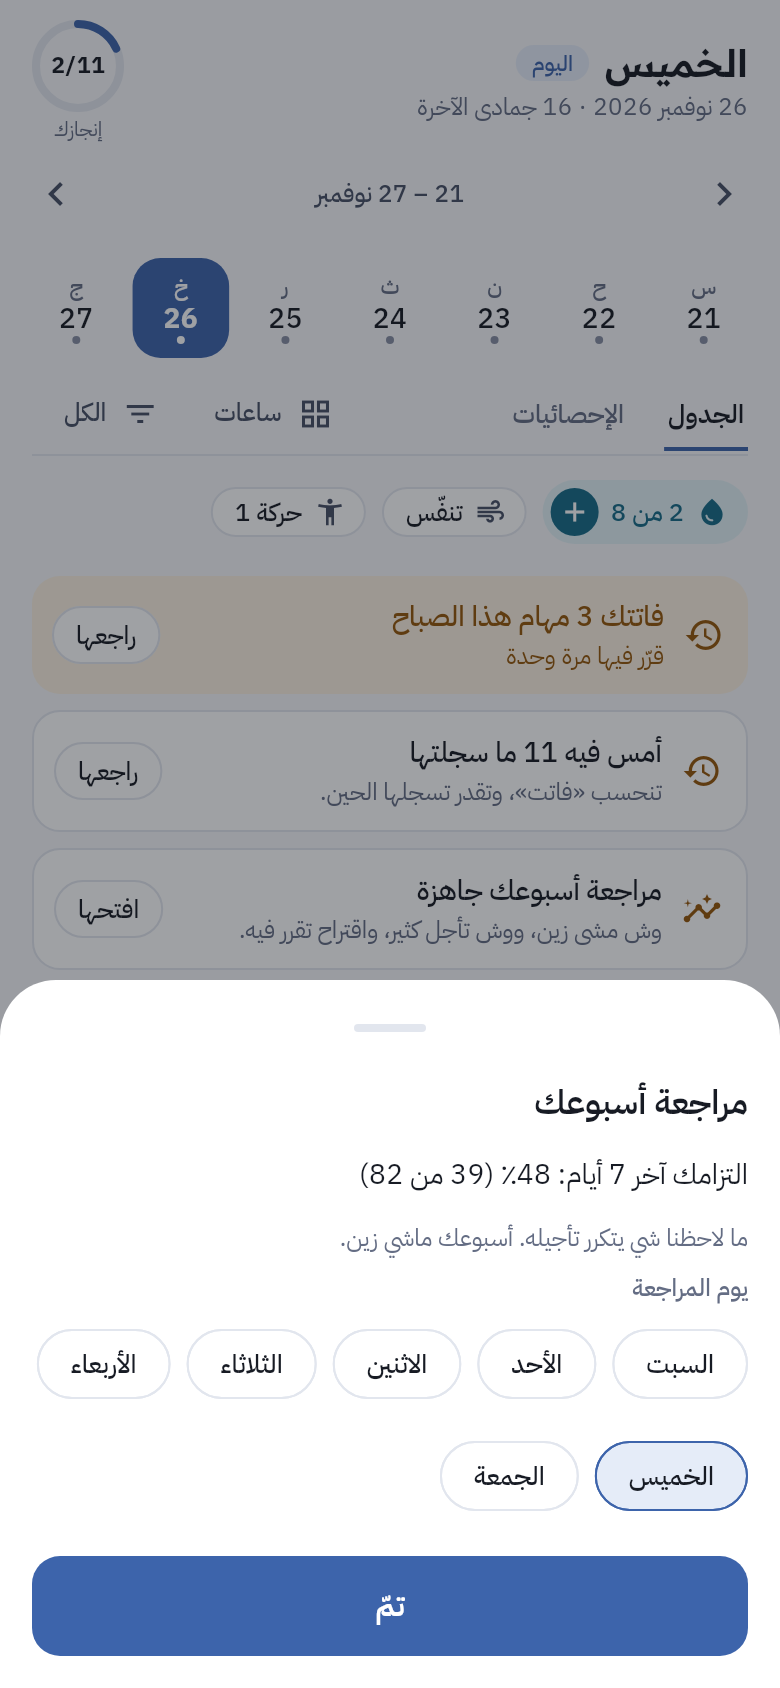 الخميس اليوم
26 نوفمبر 2026 · 16 جمادى الآخرة
2/11
إنجازك
21 – 27 نوفمبر
س ح ن ث ر خ ج
21 22 23 24 25 26 27
الجدول الإحصائيات ساعات الكل
2 من 8 تنفّس حركة 1
فاتتك 3 مهام هذا الصباح
قرّر فيها مرة وحدة
راجعها
أمس فيه 11 ما سجلتها
تنحسب «فاتت»، وتقدر تسجلها الحين.
راجعها
مراجعة أسبوعك جاهزة
وش مشى زين، ووش تأجل كثير، واقتراح تقرر فيه.
افتحها
مراجعة أسبوعك
التزامك آخر 7 أيام: 48٪ (39 من 82)
ما لاحظنا شي يتكرر تأجيله. أسبوعك ماشي زين.
يوم المراجعة
السبت الأحد الاثنين الثلاثاء الأربعاء
الخميس الجمعة
تمّ